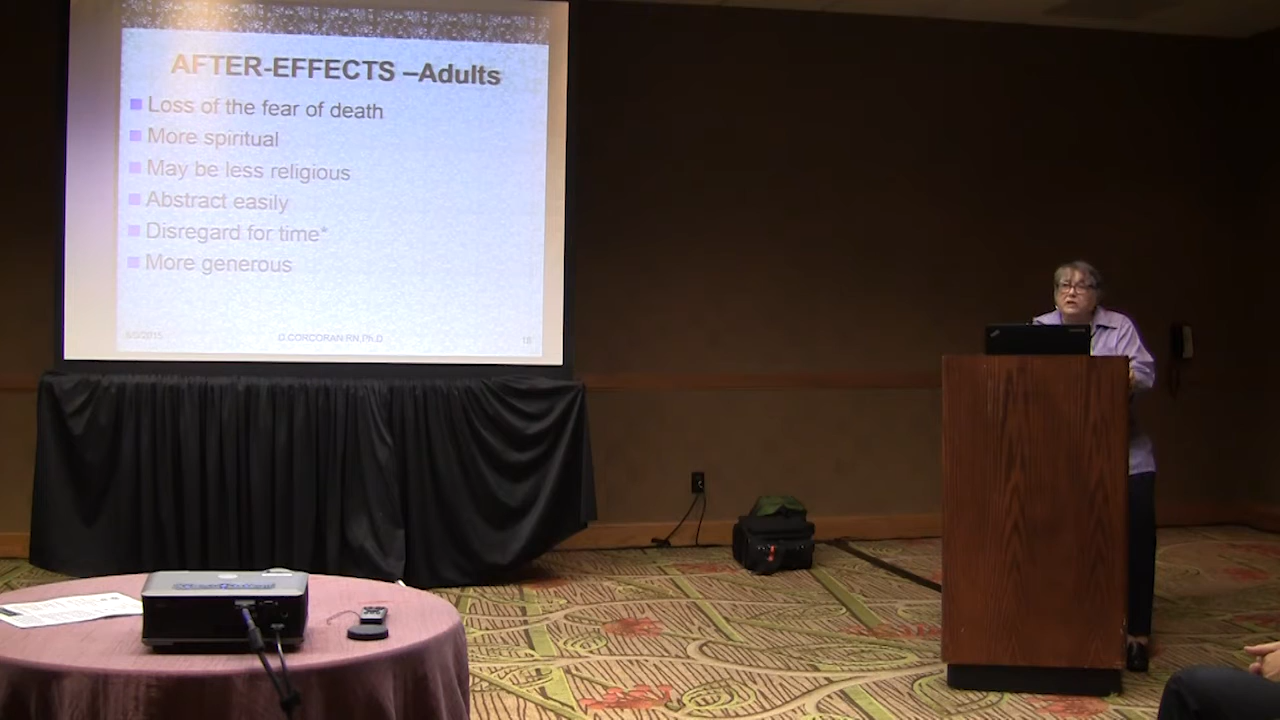 AFTER-EFFECTS –Adults
Loss of the fear of death
More spiritual
May be less religious
Abstract easily
Disregard for time*
More generous
D.CORCORAN RN,Ph.D
18